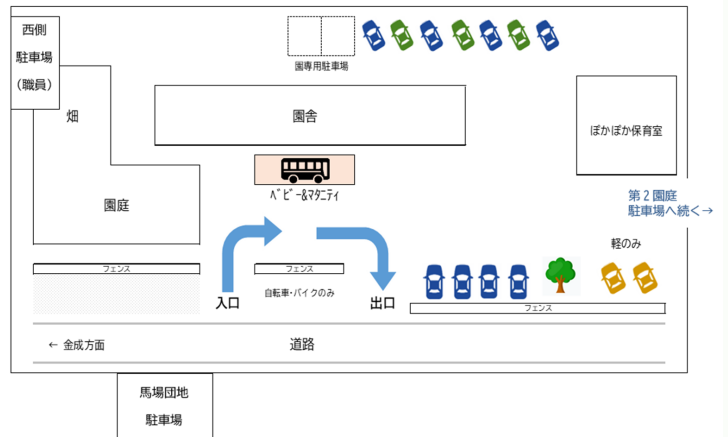 西側
駐車場
（職員）
園専用駐車場
畑
園舎
ぽかぽか保育室
ﾍﾞﾋﾞｰ&ﾏﾀﾆﾃｨ
園庭
第２園庭
駐車場へ続く→
軽のみ
フェンス
フェンス
自転車･バイクのみ
入口
出口
フェンス
← 金成方面
道路
馬場団地
駐車場